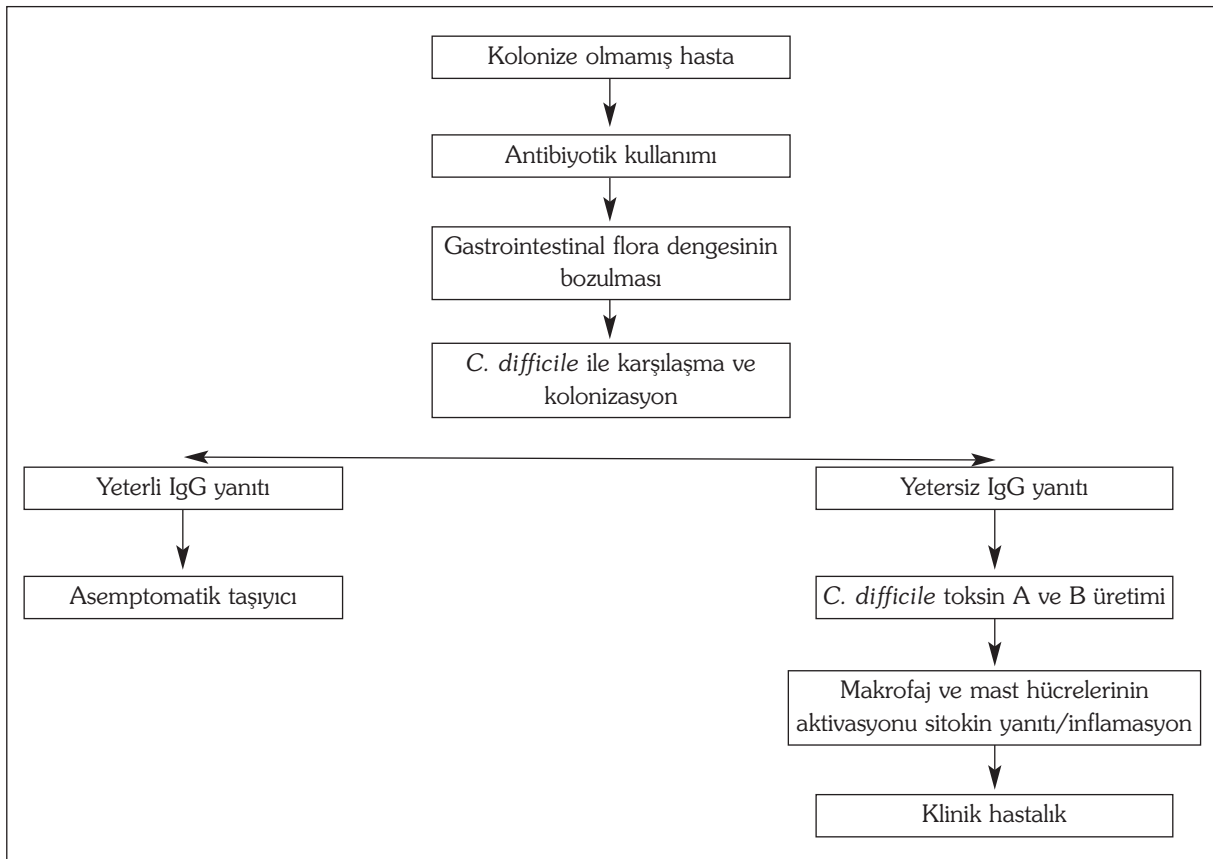 Kolonize olmamış hasta
Antibiyotik kullanımı
Gastrointestinal flora dengesinin
bozulması
C. difficile ile karşılaşma ve
kolonizasyon
Yeterli IgG yanıtı
Yetersiz IgG yanıtı
Asemptomatik taşıyıcı
C. difficile toksin A ve B üretimi
Makrofaj ve mast hücrelerinin
aktivasyonu sitokin yanıtı/inflamasyon
Klinik hastalık